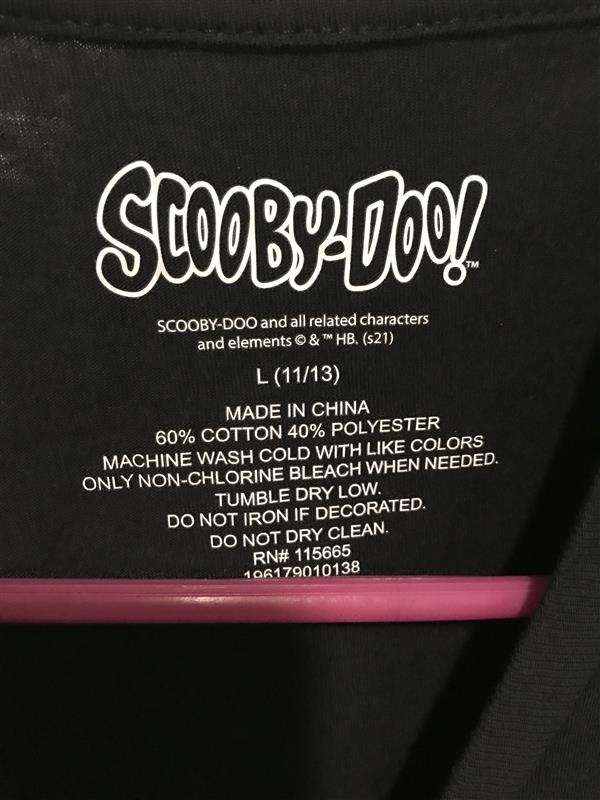 SCOOBY-DOO! ™
SCOOBY-DOO and all related characters
and elements © & ™ HB. (s21)
L (11/13)
MADE IN CHINA
60% COTTON 40% POLYESTER
MACHINE WASH COLD WITH LIKE COLORS
ONLY NON-CHLORINE BLEACH WHEN NEEDED.
TUMBLE DRY LOW.
DO NOT IRON IF DECORATED.
DO NOT DRY CLEAN.
RN# 115665
196179010138